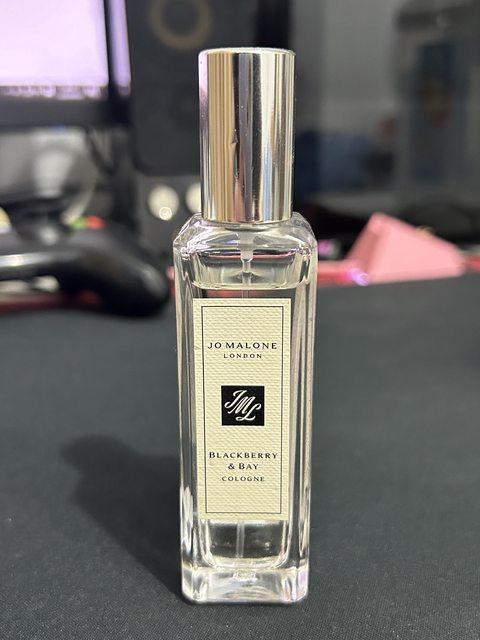 JO MALONE
LONDON
JML
BLACKBERRY
& BAY
COLOGNE